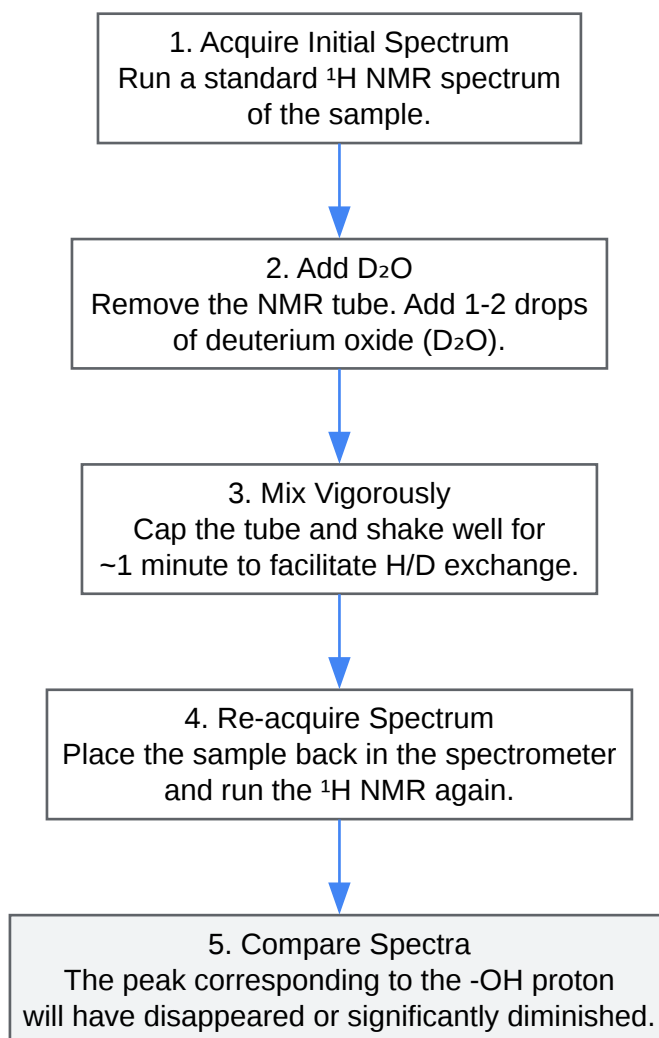 1. Acquire Initial Spectrum
Run a standard ¹H NMR spectrum
of the sample.
2. Add D₂O
Remove the NMR tube. Add 1-2 drops
of deuterium oxide (D₂O).
3. Mix Vigorously
Cap the tube and shake well for
~1 minute to facilitate H/D exchange.
4. Re-acquire Spectrum
Place the sample back in the spectrometer
and run the ¹H NMR again.
5. Compare Spectra
The peak corresponding to the -OH proton
will have disappeared or significantly diminished.